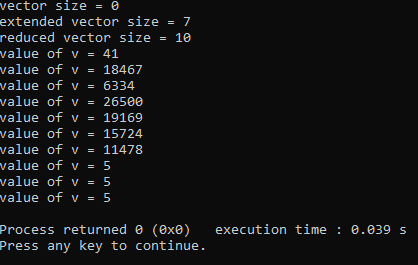 vector size = 0
extended vector size = 7
reduced vector size = 10
value of v = 41
value of v = 18467
value of v = 6334
value of v = 26500
value of v = 19169
value of v = 15724
value of v = 11478
value of v = 5
value of v = 5
value of v = 5
Process returned 0 (0x0)   execution time : 0.039 s
Press any key to continue.